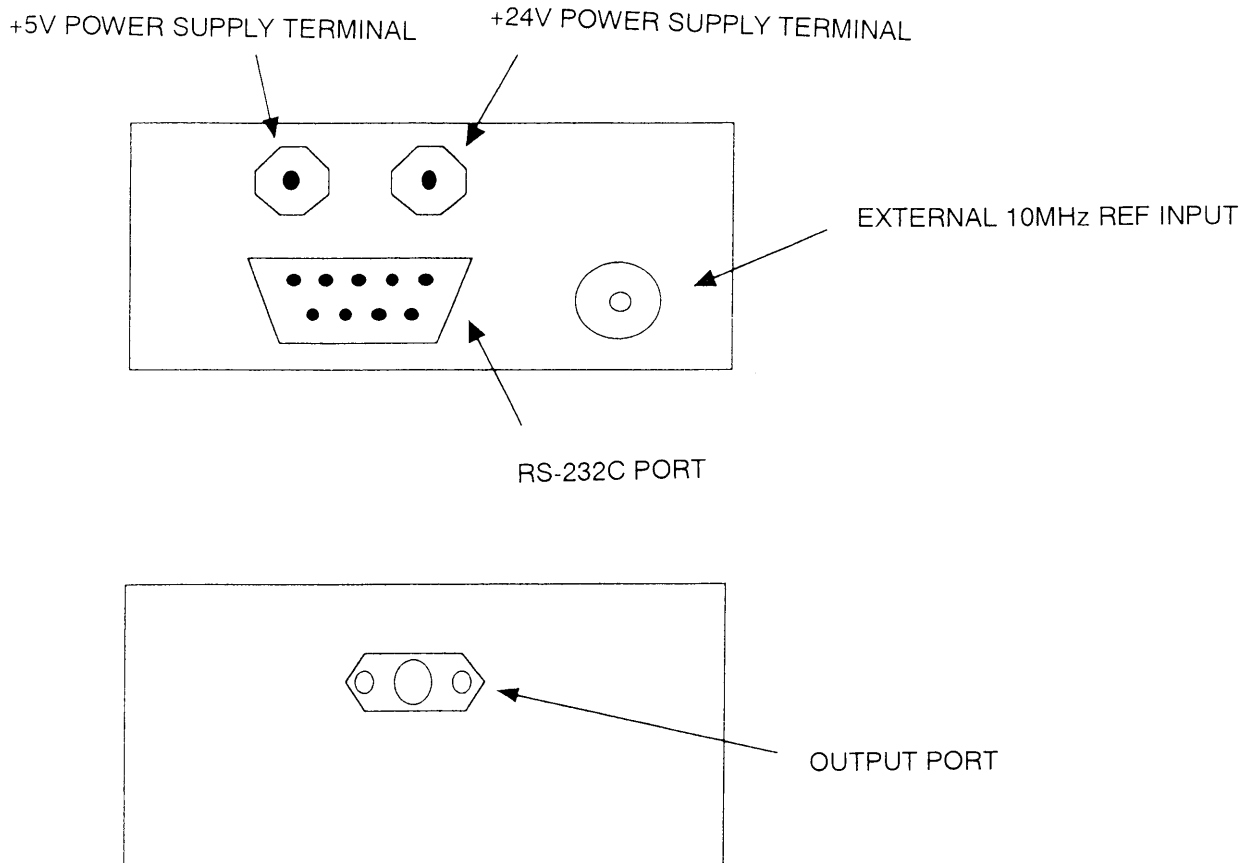 +5V POWER SUPPLY TERMINAL
+24V POWER SUPPLY TERMINAL
EXTERNAL 10MHz REF INPUT
RS-232C PORT
OUTPUT PORT